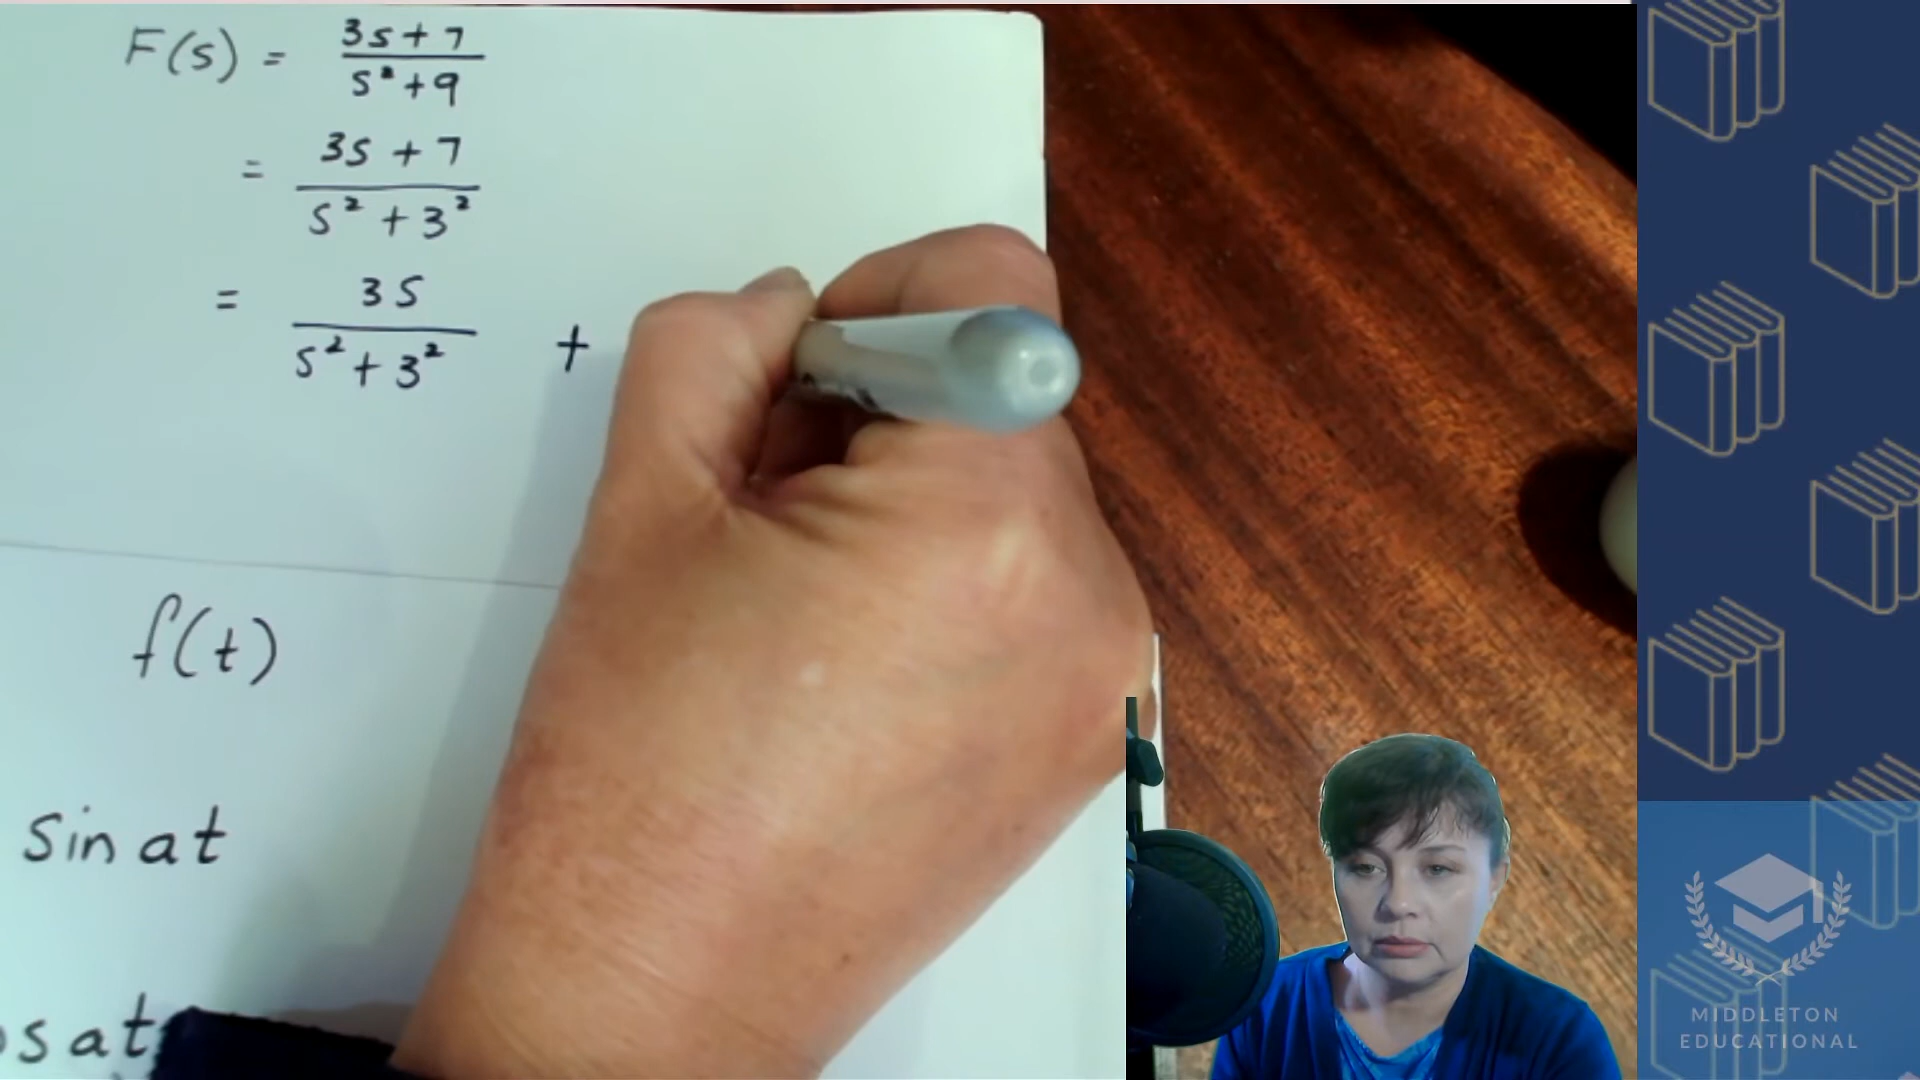 F(s) = 3s + 7 / s² + 9
= 3s + 7 / s² + 3²
= 3s / s² + 3² +
f(t)
sin at
s at
MIDDLETON
EDUCATIONAL